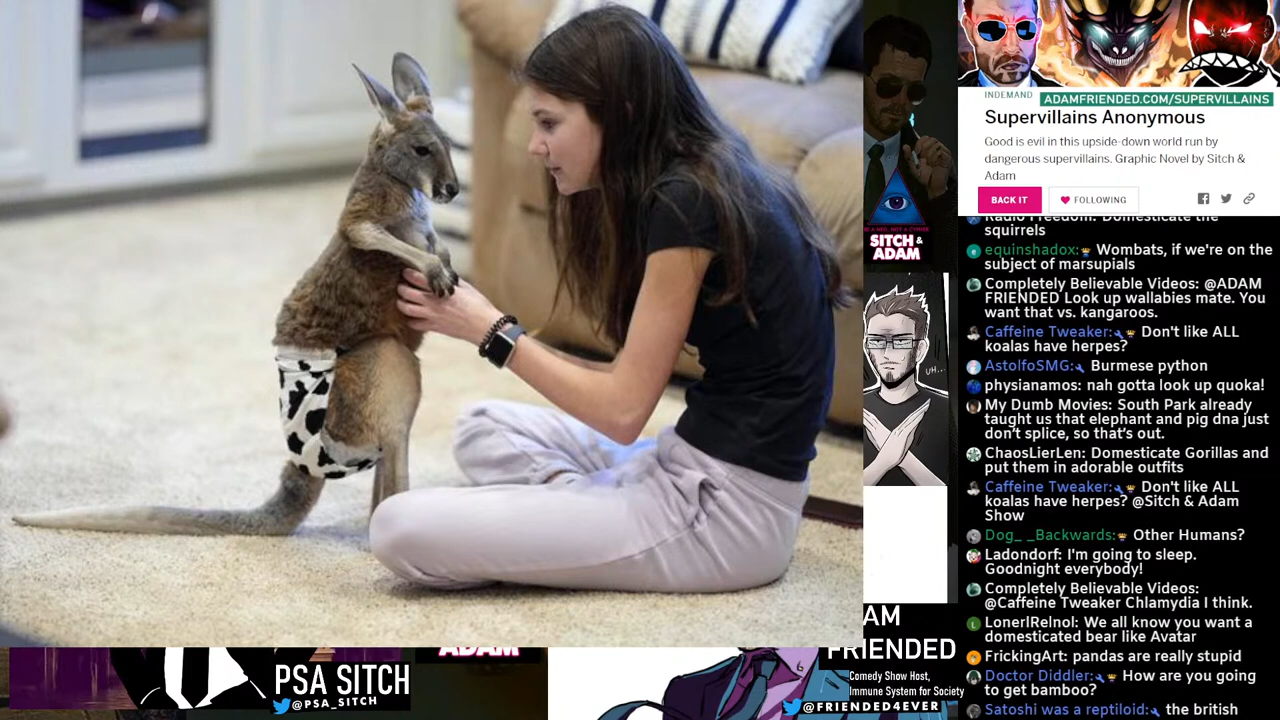 INDEMAND
ADAMFRIENDED.COM/SUPERVILLAINS
Supervillains Anonymous
Good is evil in this upside-down world run by
dangerous supervillains. Graphic Novel by Sitch &
Adam
BACK IT
FOLLOWING
Radio Freedom: Domesticate the
squirrels
equinshadox: Wombats, if we're on the
subject of marsupials
Completely Believable Videos: @ADAM
FRIENDED Look up wallabies mate. You
want that vs. kangaroos.
Caffeine Tweaker: Don't like ALL
koalas have herpes?
AstolfoSMG: Burmese python
physianamos: nah gotta look up quoka!
My Dumb Movies: South Park already
taught us that elephant and pig dna just
don't splice, so that's out.
ChaosLierLen: Domesticate Gorillas and
put them in adorable outfits
Caffeine Tweaker: Don't like ALL
koalas have herpes? @Sitch & Adam
Show
Dog_ _Backwards: Other Humans?
Ladondorf: I'm going to sleep.
Goodnight everybody!
Completely Believable Videos:
@Caffeine Tweaker Chlamydia I think.
LonerlRelnol: We all know you want a
domesticated bear like Avatar
FrickingArt: pandas are really stupid
Doctor Diddler: How are you going
to get bamboo?
Satoshi was a reptiloid: the british
SITCH &
ADAM
UH...
ADAM
PSA SITCH
@PSA_SITCH
AM
FRIENDED
Comedy Show Host,
Immune System for Society
@FRIENDED4EVER